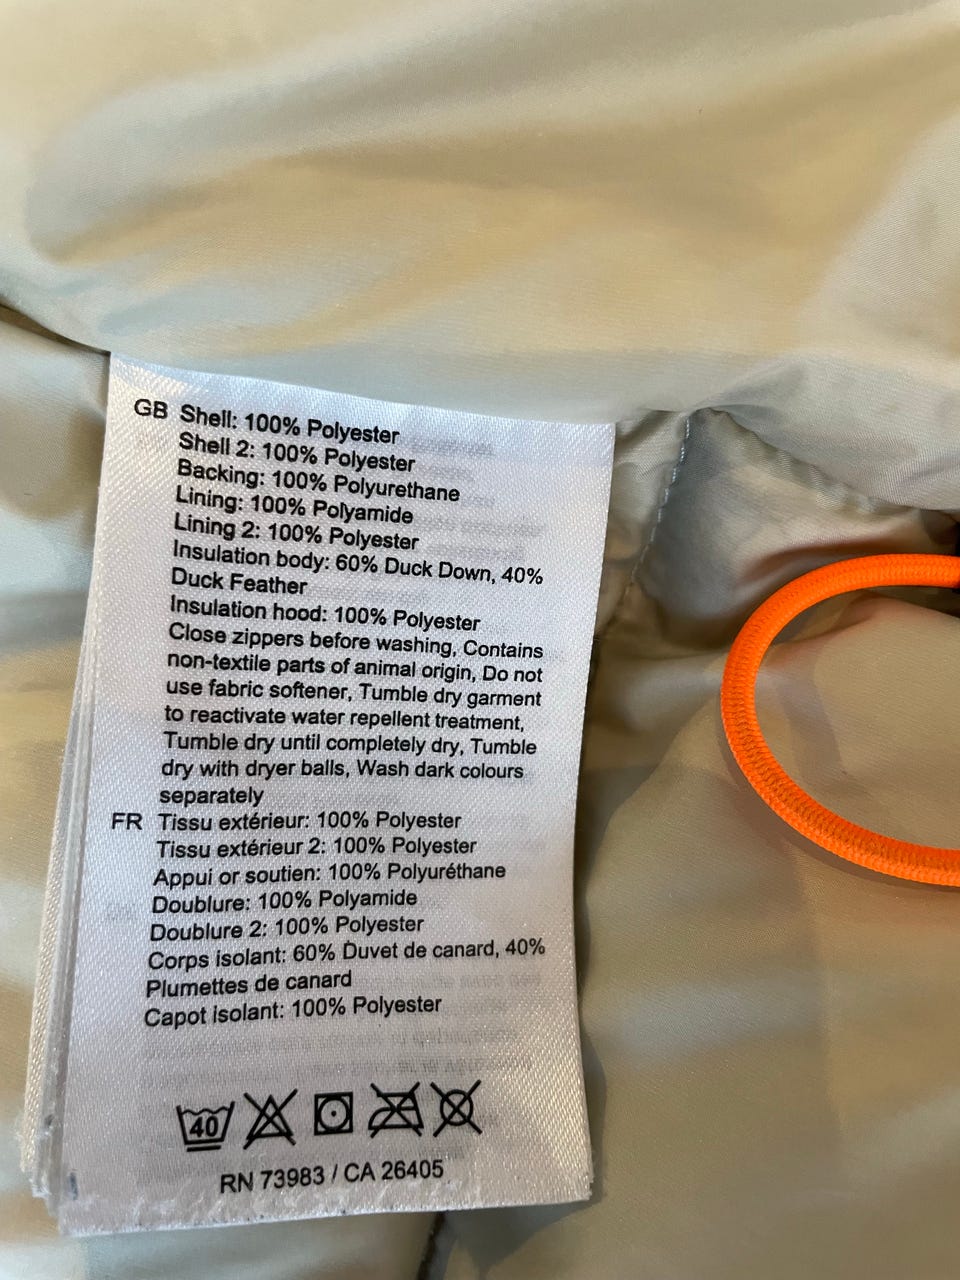 GB Shell: 100% Polyester
Shell 2: 100% Polyester
Backing: 100% Polyurethane
Lining: 100% Polyamide
Lining 2: 100% Polyester
Insulation body: 60% Duck Down, 40%
Duck Feather
Insulation hood: 100% Polyester
Close zippers before washing, Contains
non-textile parts of animal origin, Do not
use fabric softener, Tumble dry garment
to reactivate water repellent treatment,
Tumble dry until completely dry, Tumble
dry with dryer balls, Wash dark colours
separately
FR Tissu extérieur: 100% Polyester
Tissu extérieur 2: 100% Polyester
Appui or soutien: 100% Polyuréthane
Doublure: 100% Polyamide
Doublure 2: 100% Polyester
Corps isolant: 60% Duvet de canard, 40%
Plumettes de canard
Capot isolant: 100% Polyester
40
RN 73983 / CA 26405